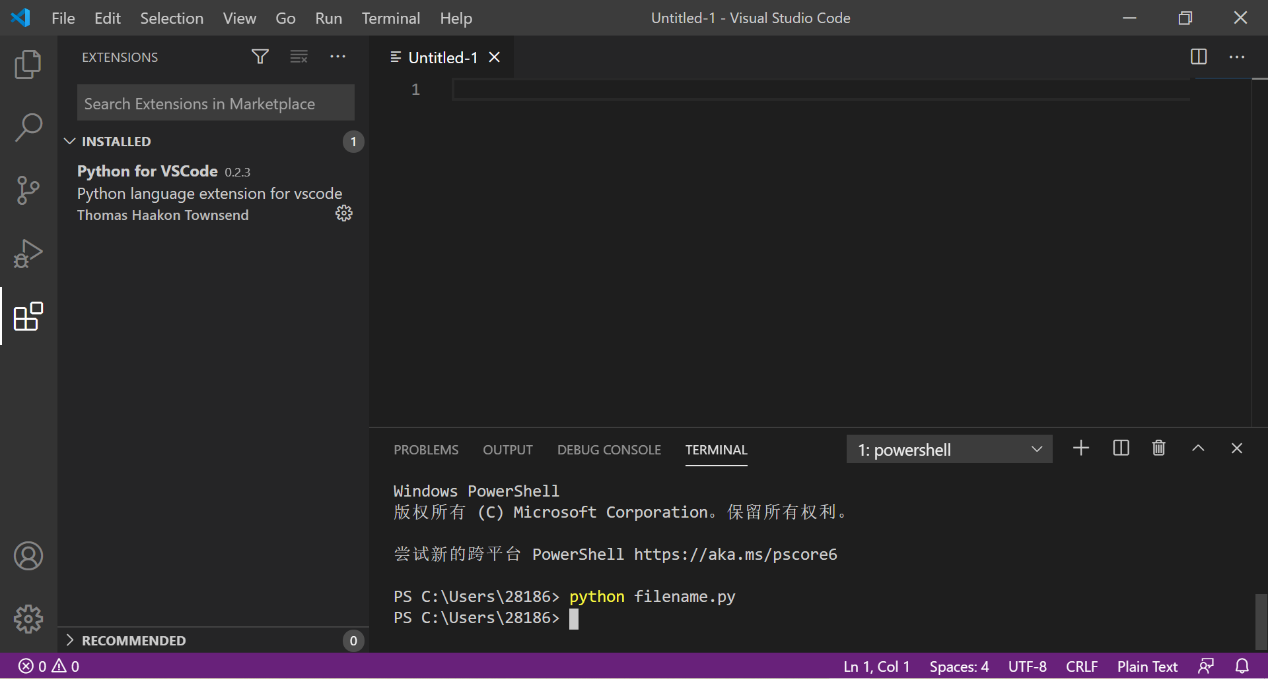 File Edit Selection View Go Run Terminal Help Untitled-1 - Visual Studio Code
EXTENSIONS
Search Extensions in Marketplace
INSTALLED 1
Python for VSCode 0.2.3
Python language extension for vscode
Thomas Haakon Townsend
RECOMMENDED 0
Untitled-1
1
PROBLEMS OUTPUT DEBUG CONSOLE TERMINAL 1: powershell
Windows PowerShell
版权所有 (C) Microsoft Corporation。保留所有权利。
尝试新的跨平台 PowerShell https://aka.ms/pscore6
PS C:\Users\28186> python filename.py
PS C:\Users\28186>
0 0 Ln 1, Col 1 Spaces: 4 UTF-8 CRLF Plain Text